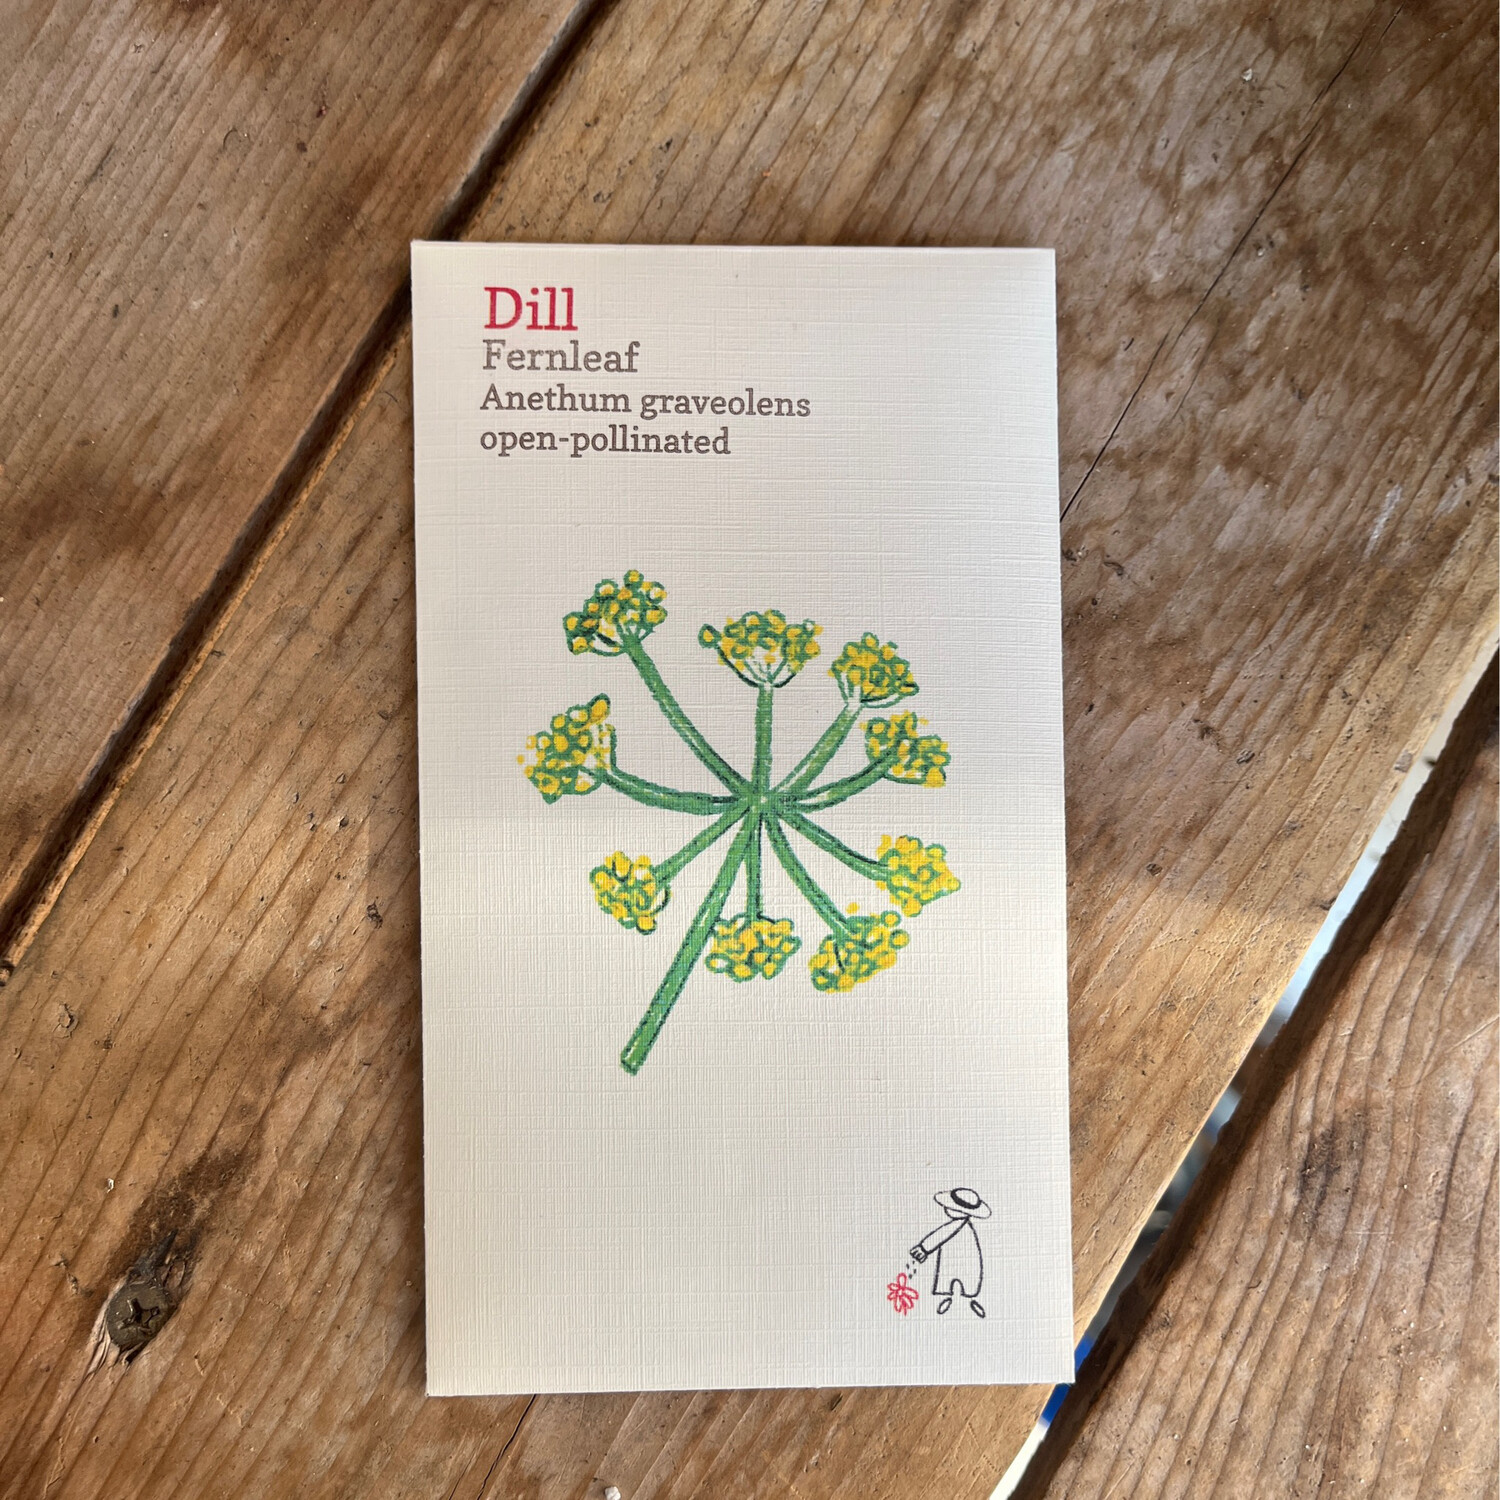 Dill
Fernleaf
Anethum graveolens
open-pollinated